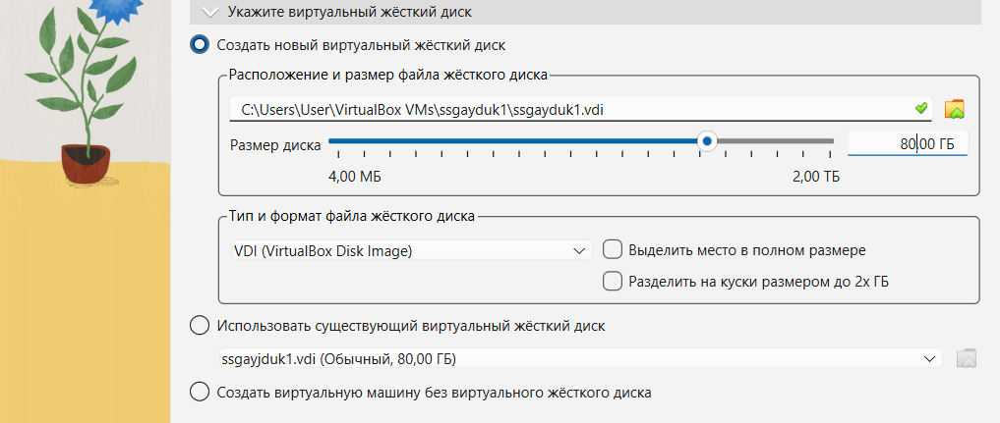 Укажите виртуальный жёсткий диск
Создать новый виртуальный жёсткий диск
Расположение и размер файла жёсткого диска
C:\Users\User\VirtualBox VMs\ssgayduk1\ssgayduk1.vdi
Размер диска 80,00 ГБ
4,00 МБ 2,00 ТБ
Тип и формат файла жёсткого диска
VDI (VirtualBox Disk Image) Выделить место в полном размере
Разделить на куски размером до 2х ГБ
Использовать существующий виртуальный жёсткий диск
ssgayjduk1.vdi (Обычный, 80,00 ГБ)
Создать виртуальную машину без виртуального жёсткого диска